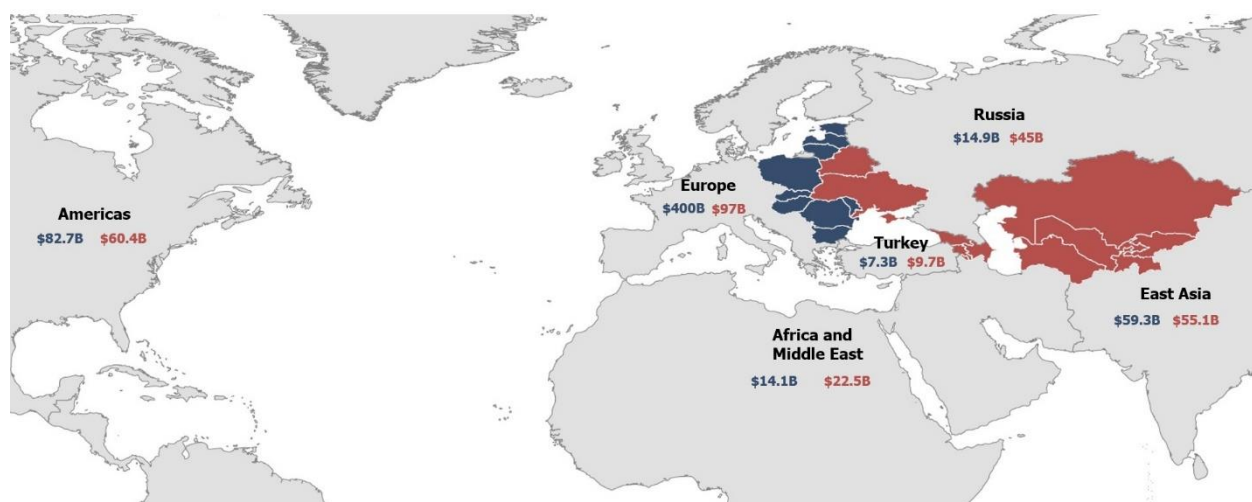 Russia
$14.9B $45B
Europe
$400B $97B
Americas
$82.7B $60.4B
Turkey
$7.3B $9.7B
East Asia
$59.3B $55.1B
Africa and
Middle East
$14.1B $22.5B